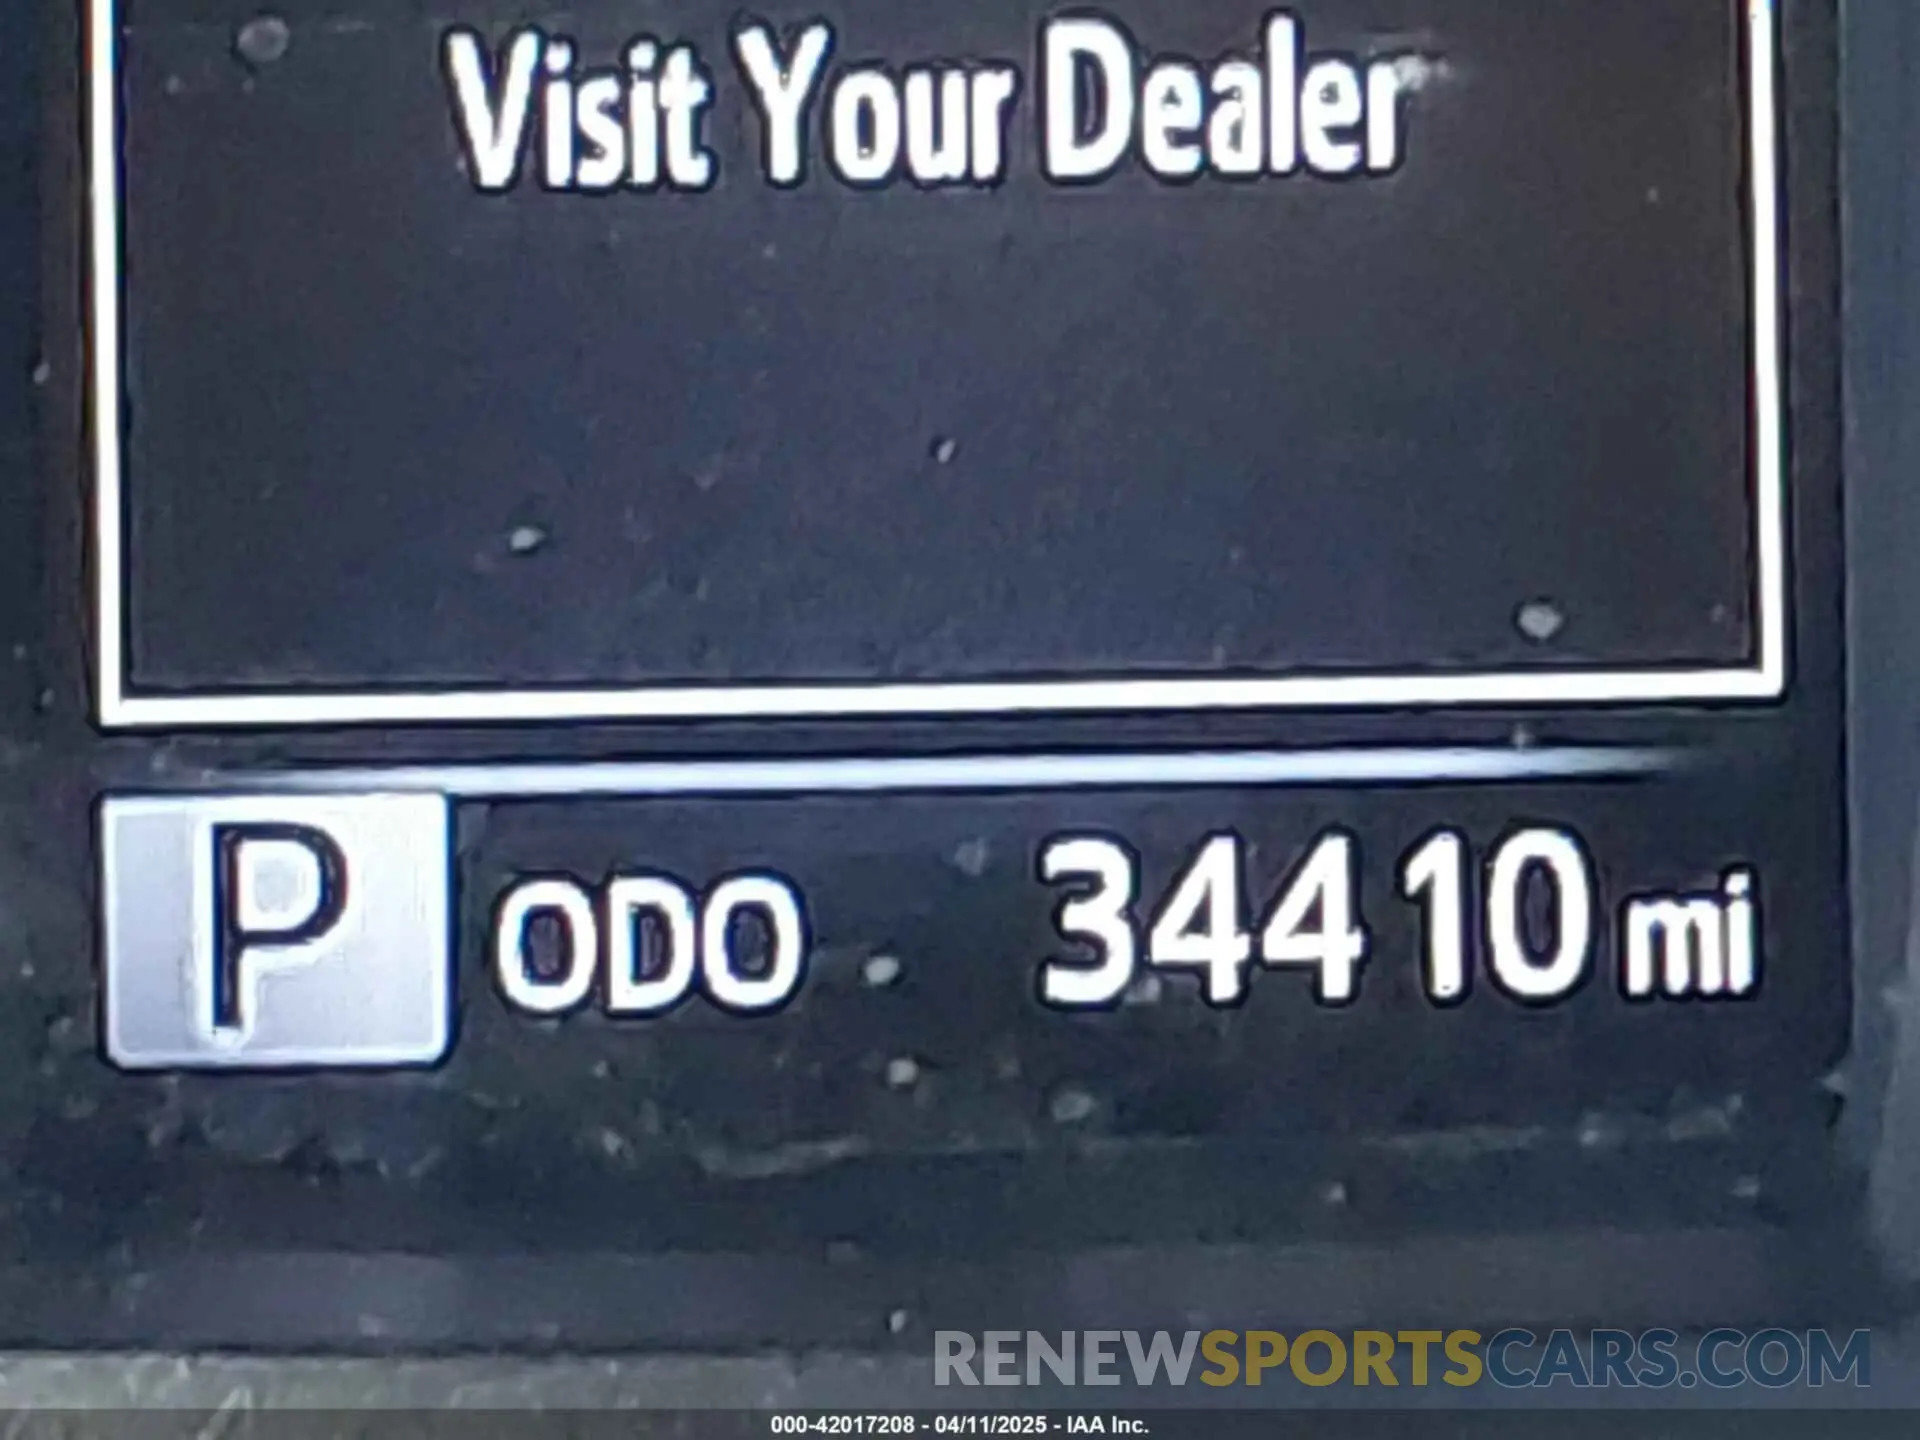 Visit Your Dealer
P ODO 34410 mi
RENEWSPORTSCARS.COM
000-42017208 - 04/11/2025 - IAA Inc.